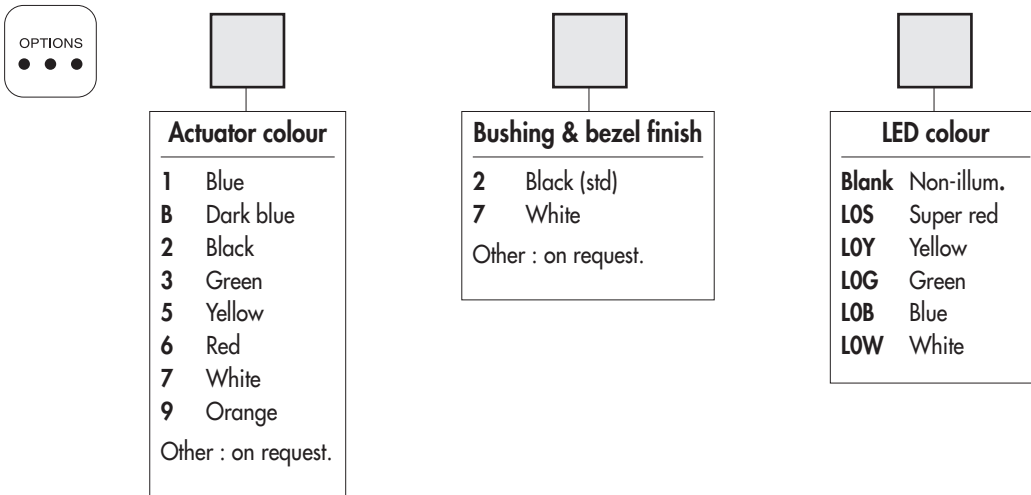 OPTIONS
Actuator colour
1 Blue
B Dark blue
2 Black
3 Green
5 Yellow
6 Red
7 White
9 Orange
Other : on request.
Bushing & bezel finish
2 Black (std)
7 White
Other : on request.
LED colour
Blank Non-illum.
L0S Super red
L0Y Yellow
L0G Green
L0B Blue
L0W White